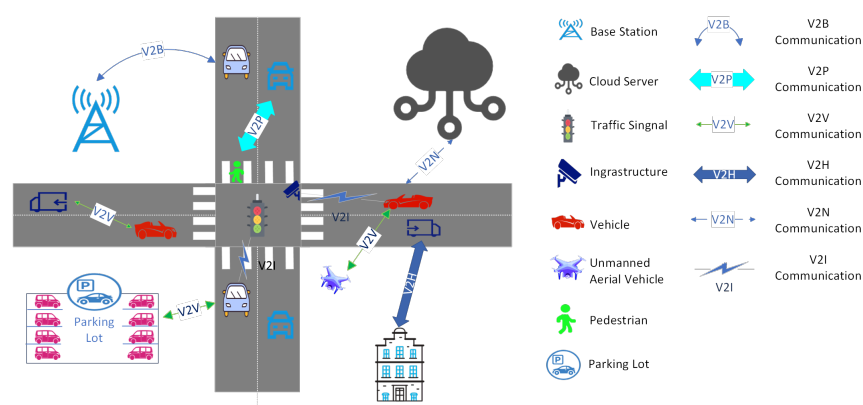 V2B
V2P
V2N
V2I
V2V
V2V
V2I
V2H
V2V
P
Parking
Lot
Base Station
Cloud Server
Traffic Singnal
Ingrastructure
Vehicle
Unmanned
Aerial Vehicle
Pedestrian
P
Parking Lot
V2B
V2B
Communication
V2P
V2P
Communication
V2V
V2V
Communication
V2H
V2H
Communication
V2N
V2N
Communication
V2I
V2I
Communication